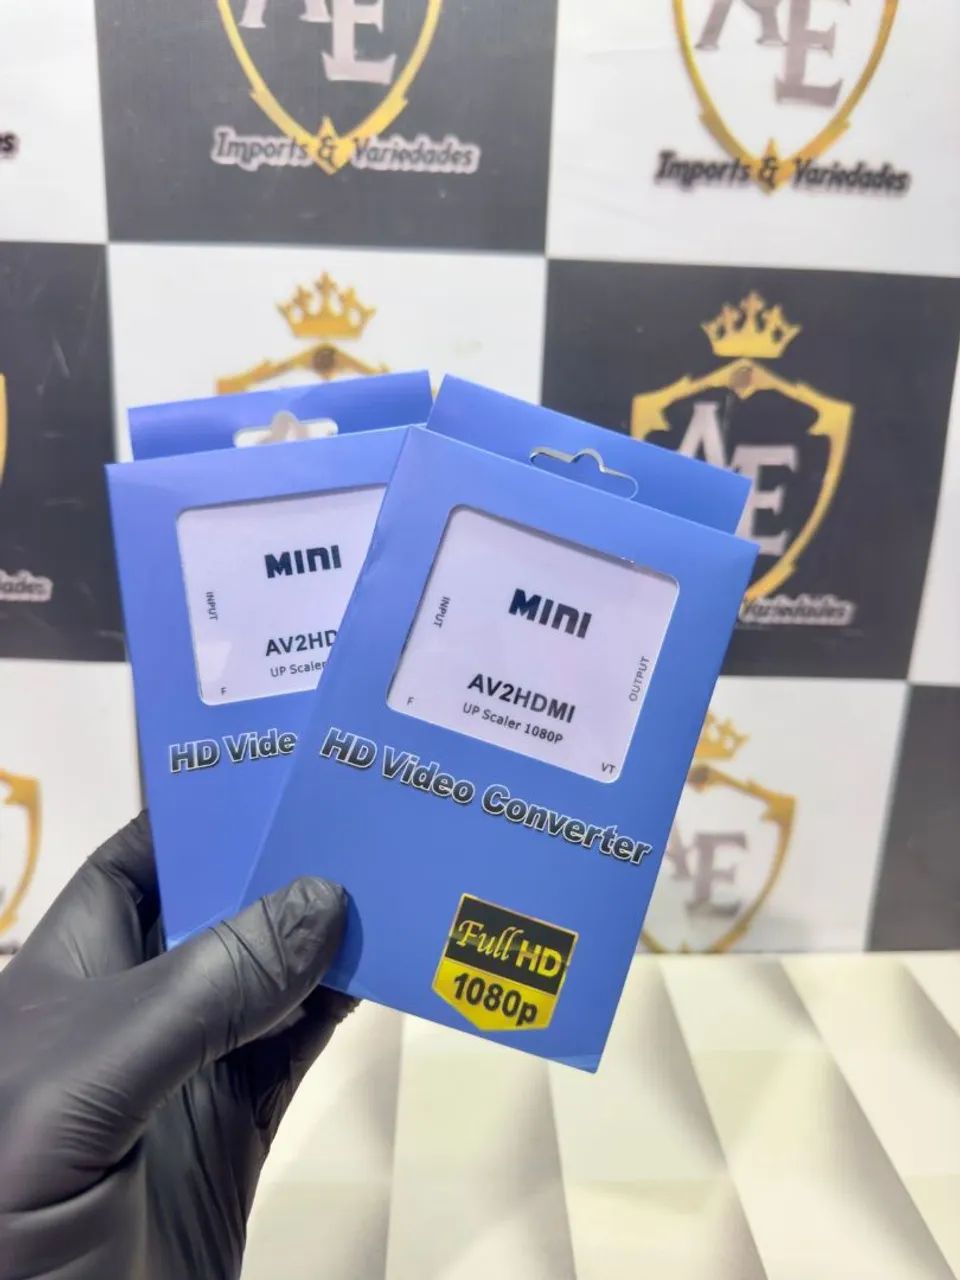 AE
Imports & Variedades
AE
Imports & Variedades
AE
Variedades
AE
MINI
INPUT
AV2HD
UP Scaler
F
HD Vide
MINI
INPUT
OUTPUT
AV2HDMI
UP Scaler 1080P
F
VT
HD Video Converter
Full HD
1080p